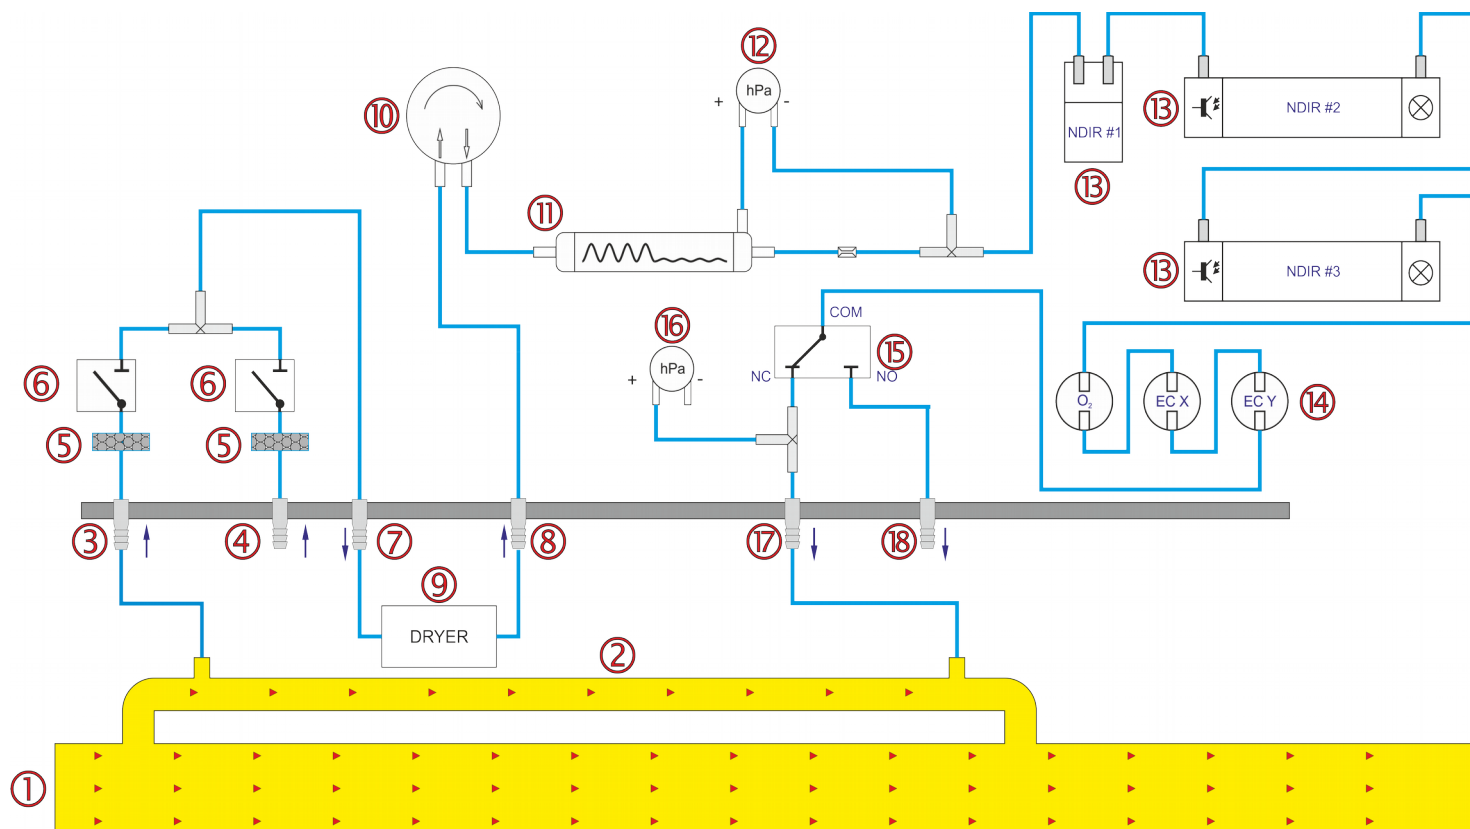 ⑫
hPa
+ -
⑩
NDIR #1
⑬
⑬
NDIR #2
⑪
⑬
NDIR #3
⑯
hPa
+ -
COM
⑮
NC
NO
⑥
⑥
O₂
EC X
EC Y
⑭
⑤
⑤
③
④
⑦
⑧
⑰
⑱
⑨
DRYER
②
①